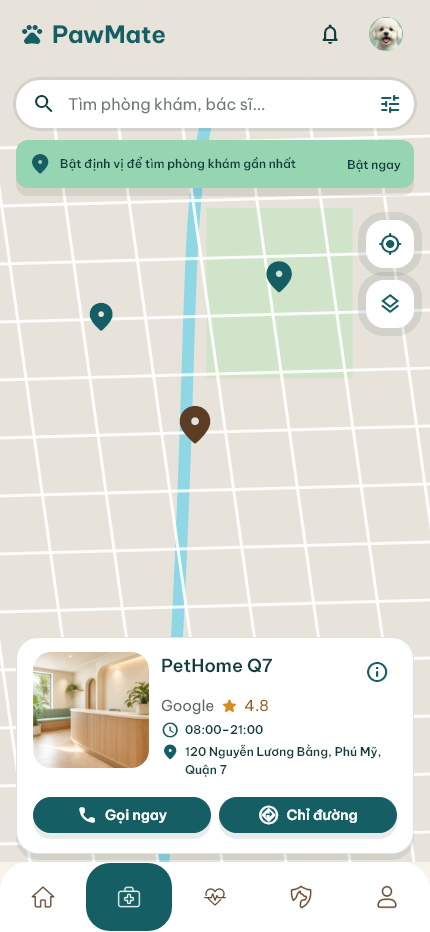 PawMate
Tìm phòng khám, bác sĩ...
Bật định vị để tìm phòng khám gần nhất
Bật ngay
PetHome Q7
Google ★ 4.8
08:00–21:00
120 Nguyễn Lương Bằng, Phú Mỹ,
Quận 7
Gọi ngay
Chỉ đường